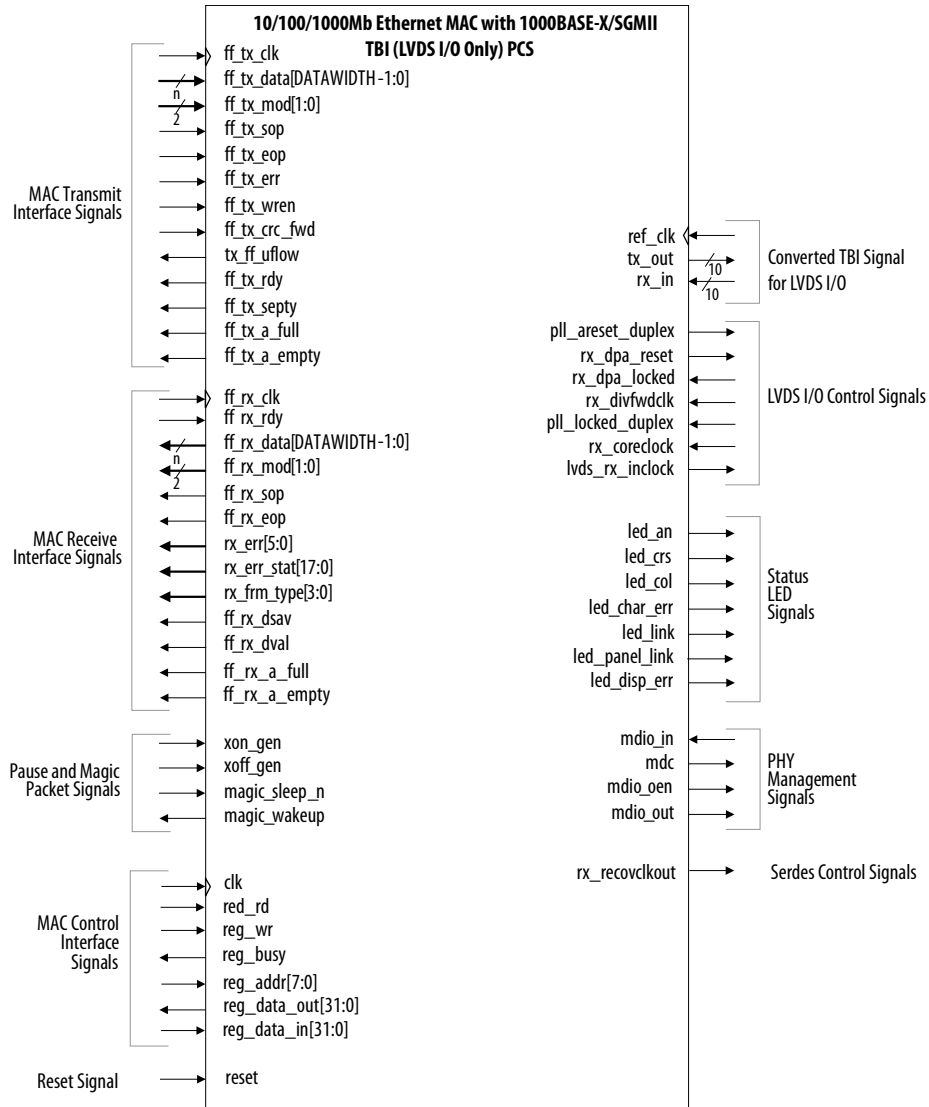 10/100/1000Mb Ethernet MAC with 1000BASE-X/SGMII
TBI (LVDS I/O Only) PCS
MAC Transmit
Interface Signals
ff_tx_clk
ff_tx_data[DATAWIDTH-1:0]
n
ff_tx_mod[1:0]
2
ff_tx_sop
ff_tx_eop
ff_tx_err
ff_tx_wren
ff_tx_crc_fwd
tx_ff_uflow
ff_tx_rdy
ff_tx_septy
ff_tx_a_full
ff_tx_a_empty
MAC Receive
Interface Signals
ff_rx_clk
ff rx_rdy
ff_rx_data[DATAWIDTH-1:0]
n
ff_rx_mod[1:0]
2
ff_rx_sop
ff_rx_eop
rx_err[5:0]
rx_err_stat[17:0]
rx_frm_type[3:0]
ff_rx_dsav
ff_rx_dval
ff_rx_a_full
ff_rx_a_empty
Pause and Magic
Packet Signals
xon_gen
xoff_gen
magic_sleep_n
magic_wakeup
MAC Control
Interface
Signals
clk
red_rd
reg_wr
reg_busy
reg_addr[7:0]
reg_data_out[31:0]
reg_data_in[31:0]
Reset Signal
reset
ref_clk
tx_out
10
rx_in
10
Converted TBI Signal
for LVDS I/O
pll_areset_duplex
rx_dpa_reset
rx_dpa_locked
rx_divfwdclk
pll_locked_duplex
rx_coreclock
lvds_rx_inclock
LVDS I/O Control Signals
led_an
led_crs
led_col
led_char_err
led_link
led_panel_link
led_disp_err
Status
LED
Signals
mdio_in
mdc
mdio_oen
mdio_out
PHY
Management
Signals
rx_recovclkout
Serdes Control Signals